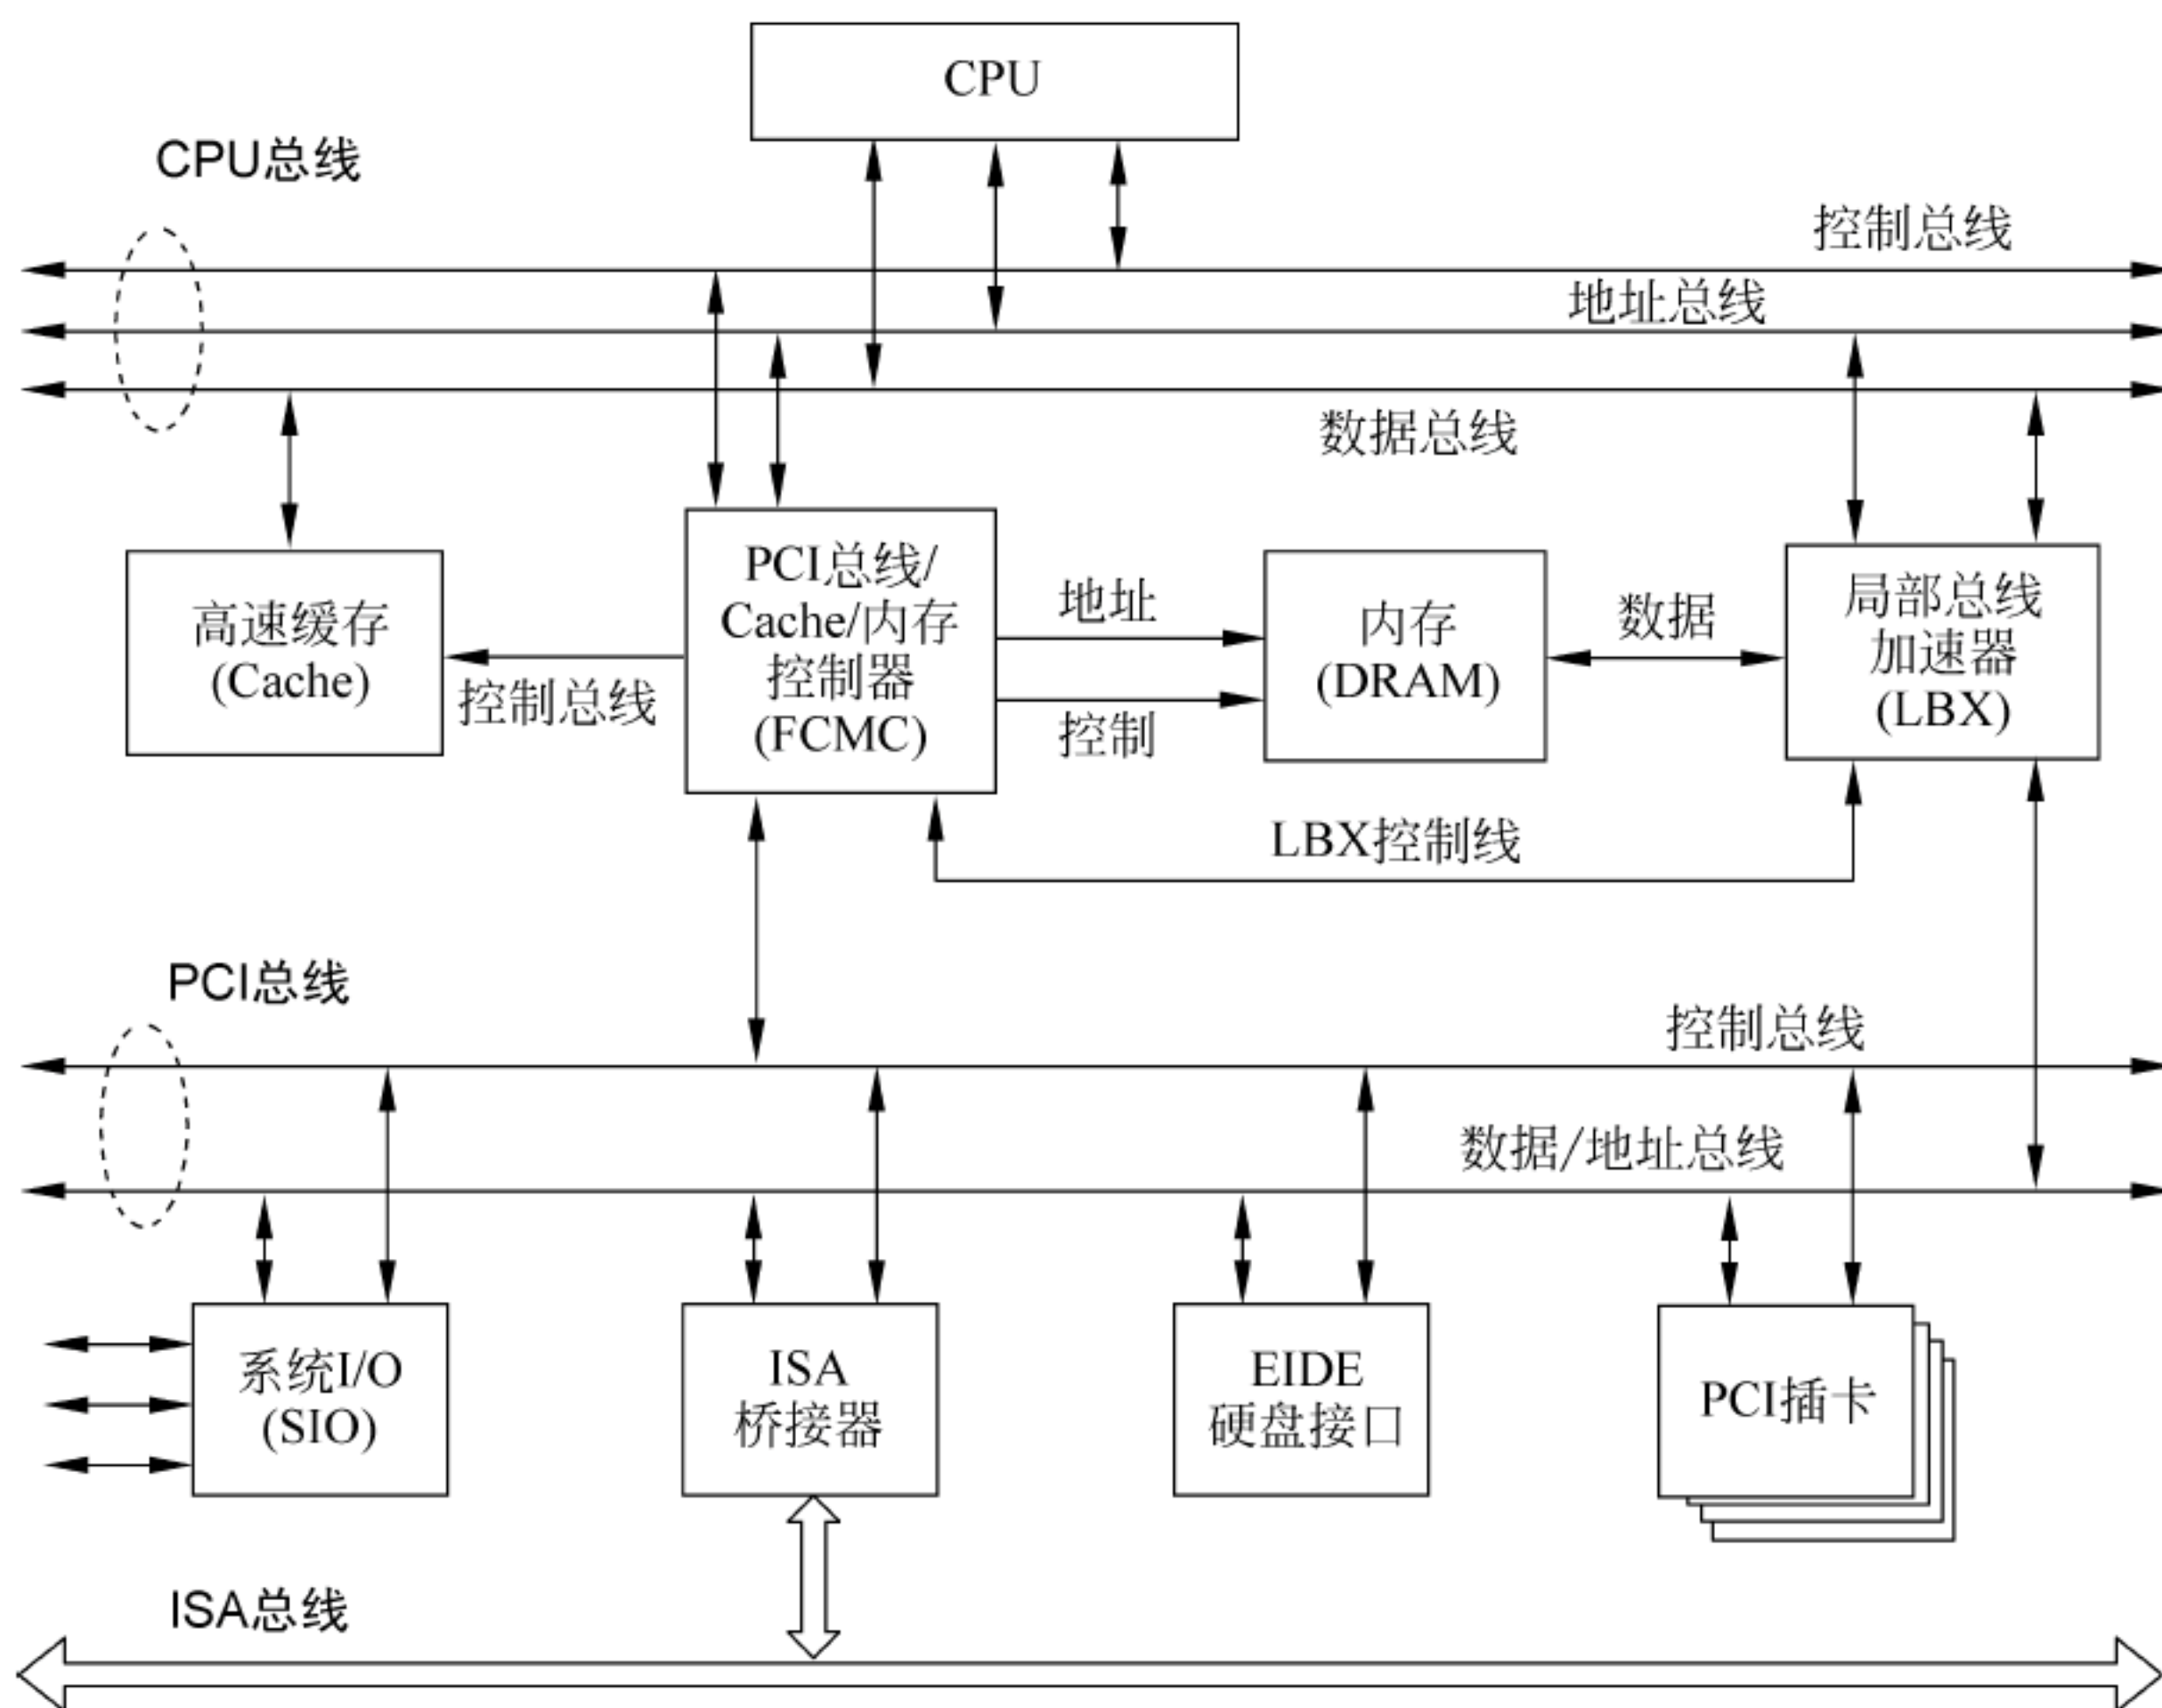 CPU
CPU总线
控制总线
地址总线
数据总线
高速缓存
(Cache)
控制总线
PCI总线/
Cache/内存
控制器
(FCMC)
地址
控制
内存
(DRAM)
数据
局部总线
加速器
(LBX)
LBX控制线
PCI总线
控制总线
数据/地址总线
系统I/O
(SIO)
ISA
桥接器
EIDE
硬盘接口
PCI插卡
ISA总线